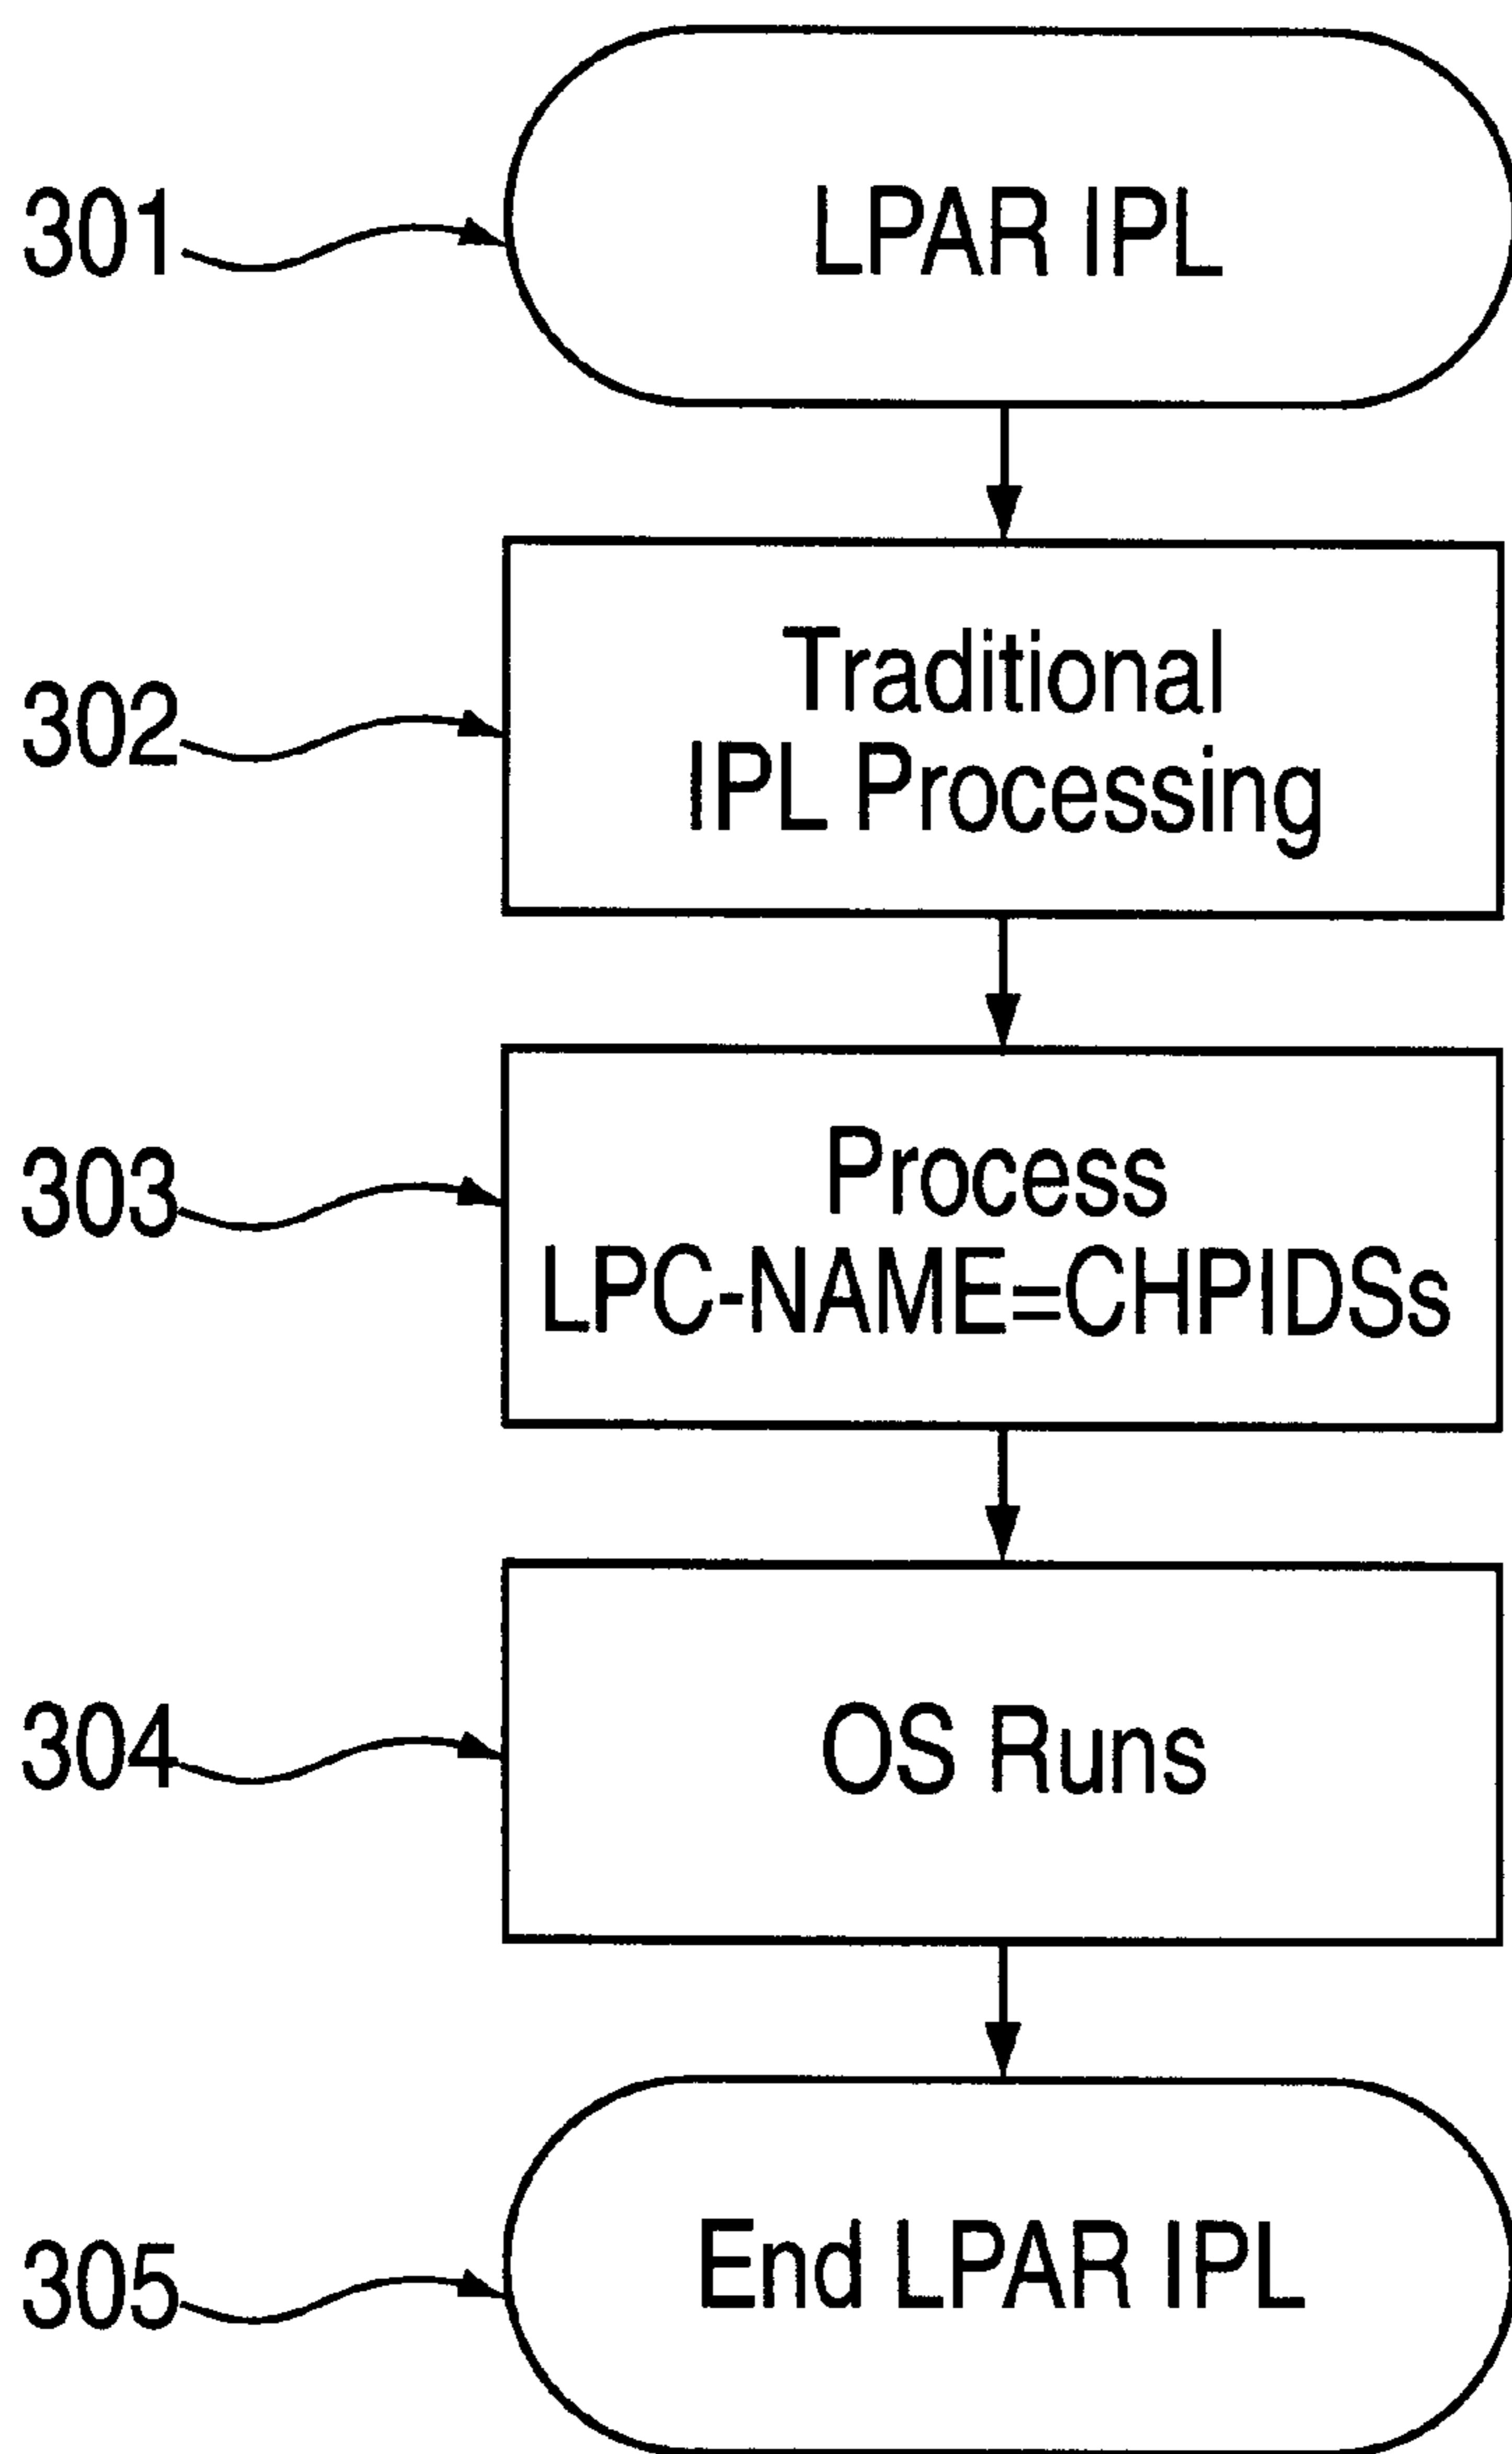 301
LPAR IPL
302
Traditional
IPL Processing
303
Process
LPC-NAME=CHPIDSs
304
OS Runs
305
End LPAR IPL